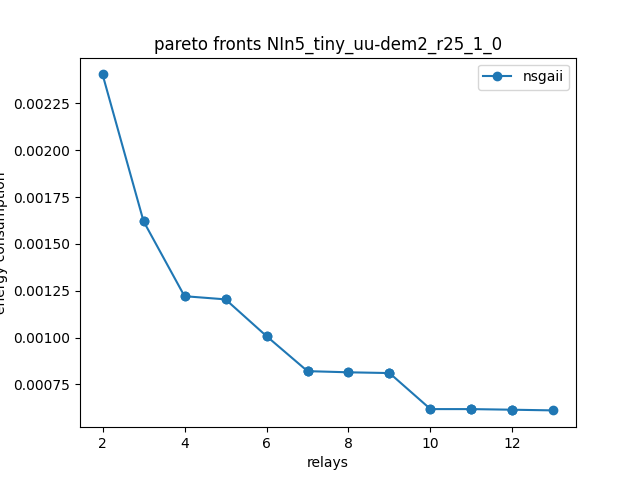 pareto fronts NIn5_tiny_uu-dem2_r25_1_0
nsgaii
0.00225
0.00200
0.00175
0.00150
0.00125
0.00100
0.00075
energy consumption
2 4 6 8 10 12
relays